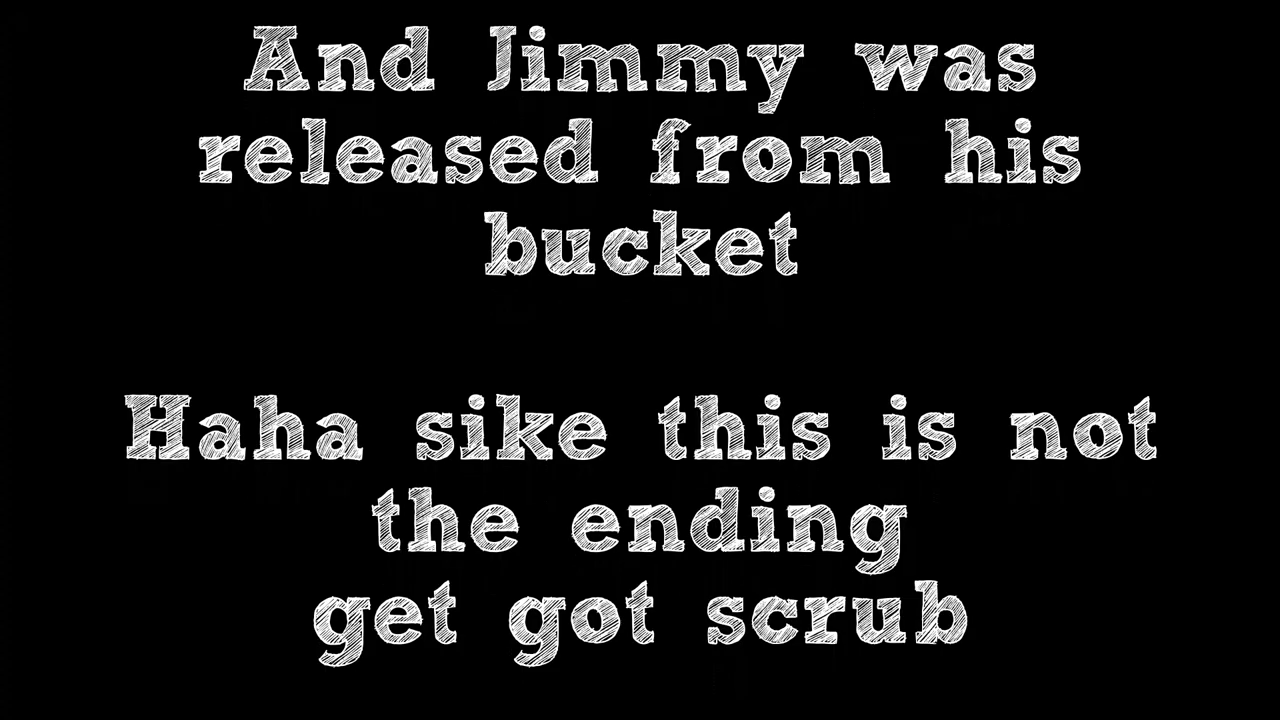 And Jimmy was
released from his
bucket
Haha sike this is not
the ending
get got scrub